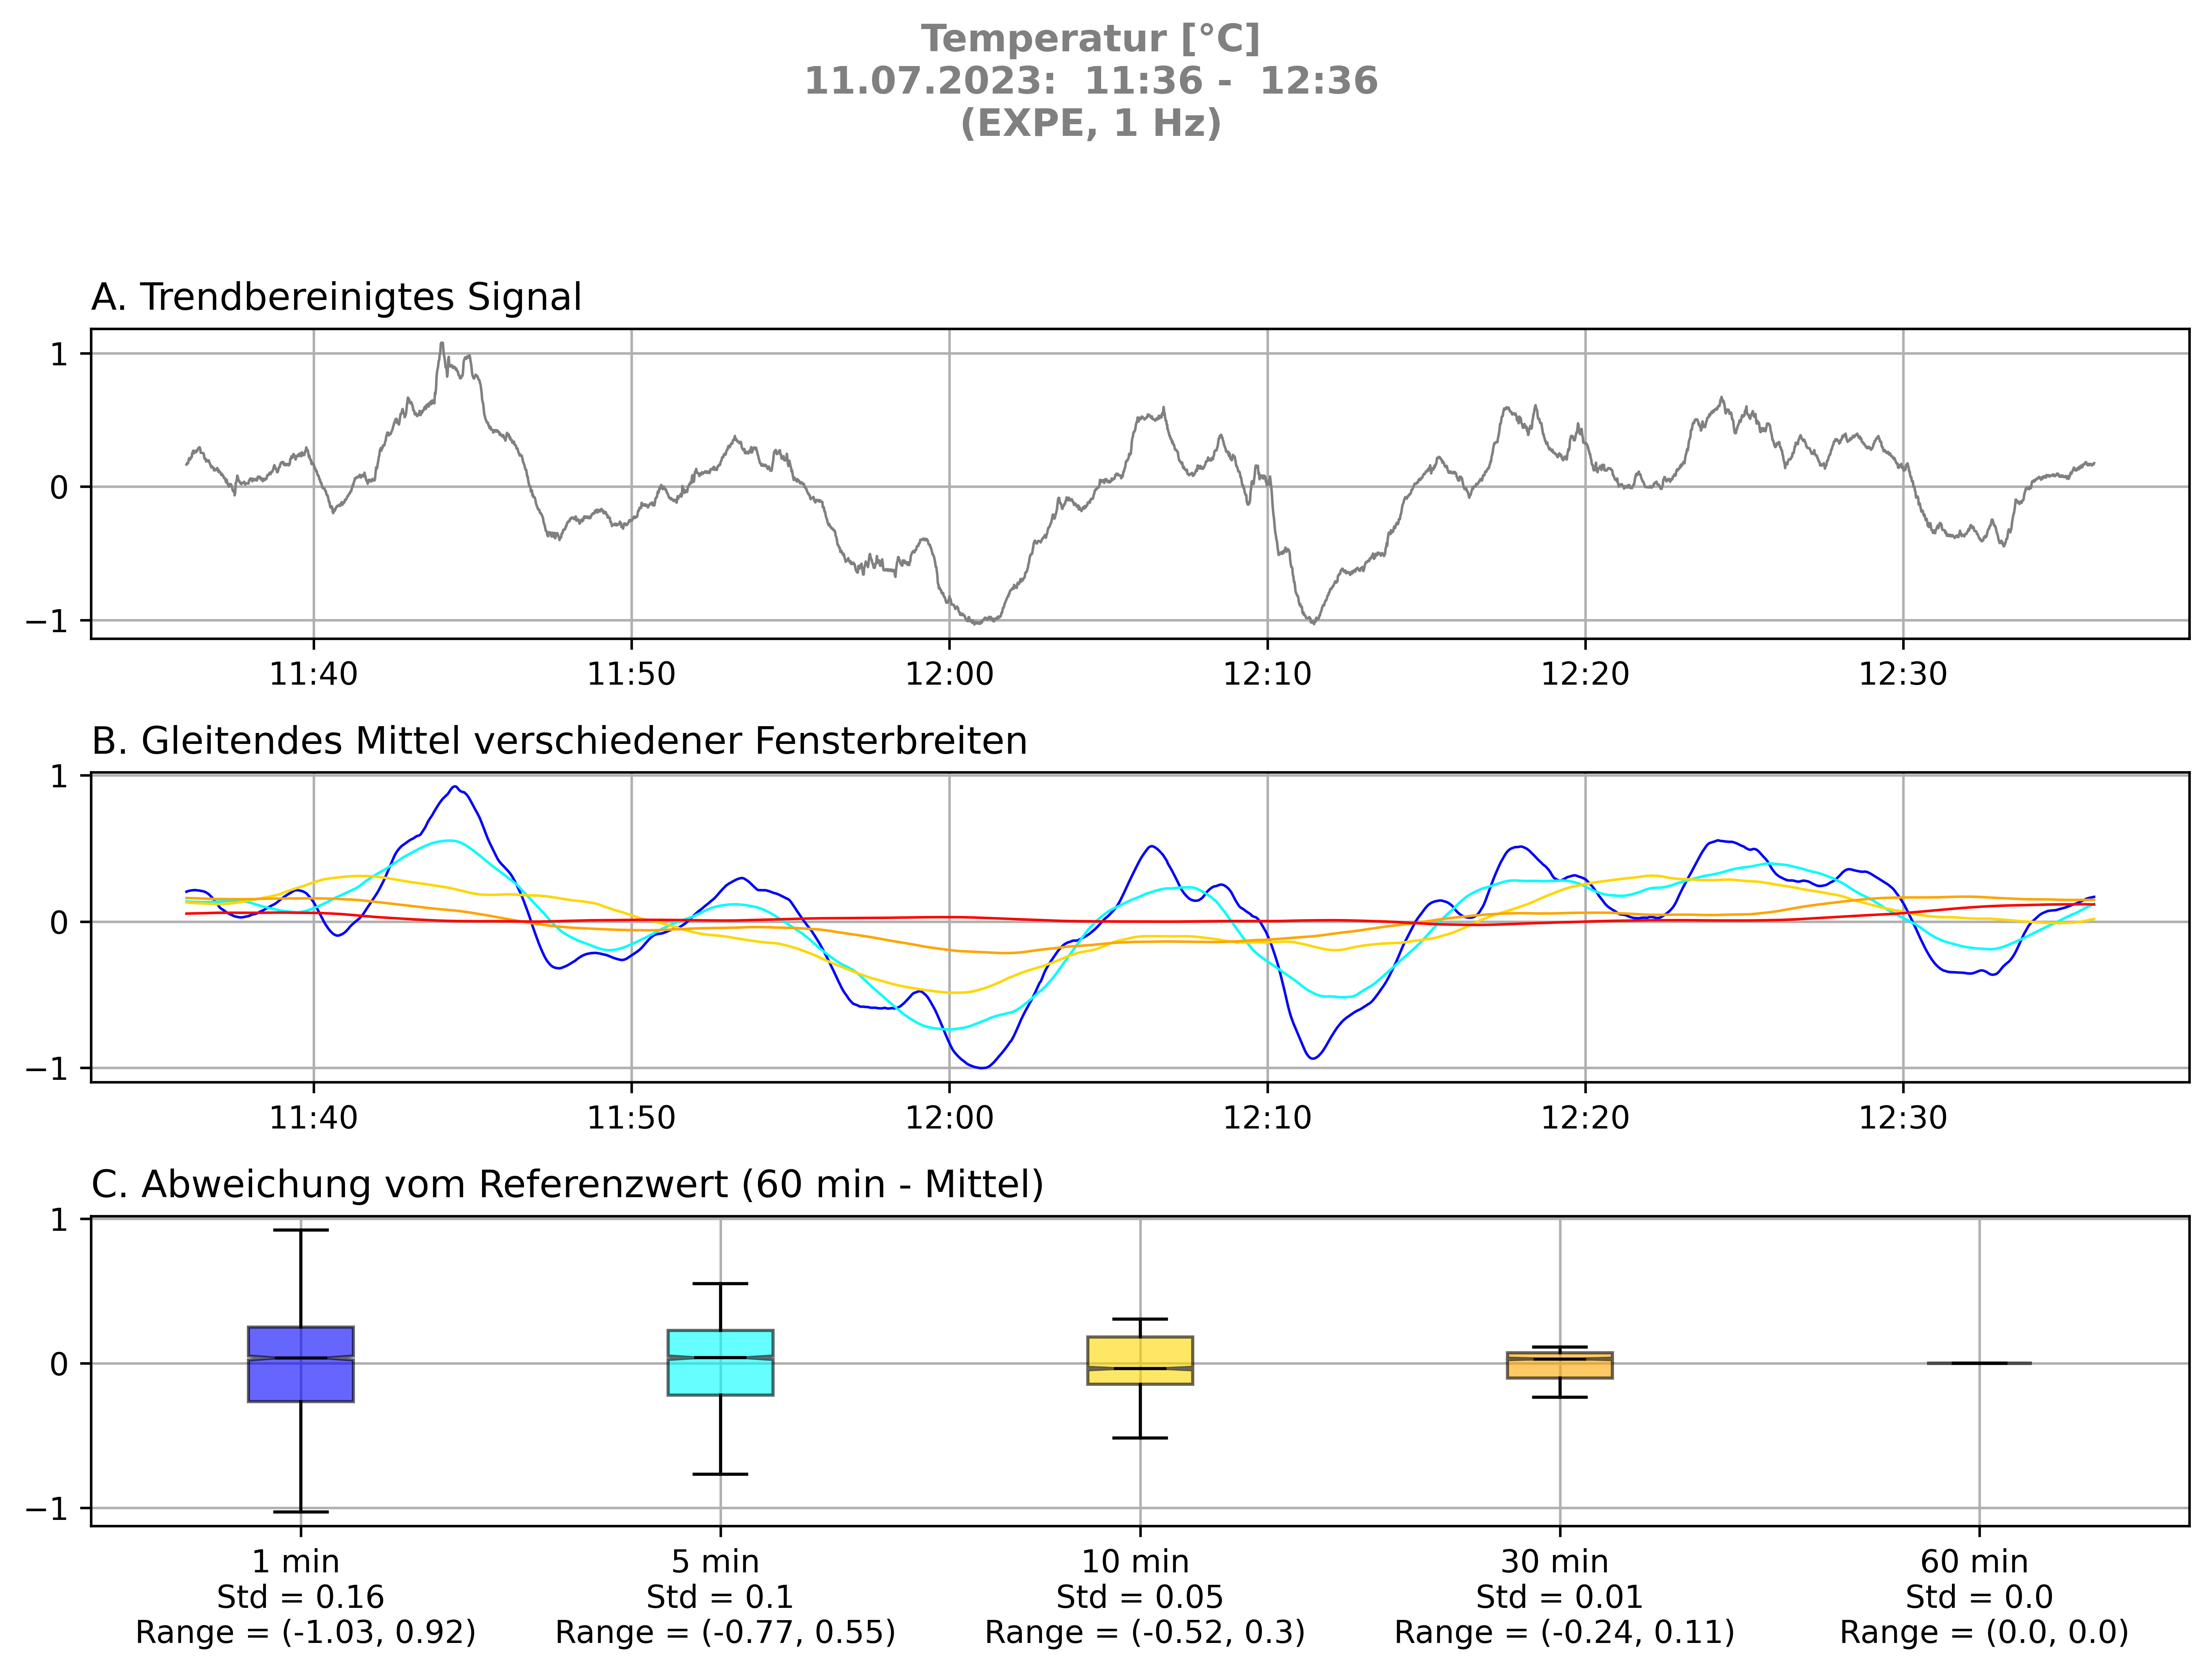 Temperatur [°C]
11.07.2023:  11:36 -  12:36
(EXPE, 1 Hz)
A. Trendbereinigtes Signal
1
0
−1
11:40 11:50 12:00 12:10 12:20 12:30
B. Gleitendes Mittel verschiedener Fensterbreiten
1
0
−1
11:40 11:50 12:00 12:10 12:20 12:30
C. Abweichung vom Referenzwert (60 min - Mittel)
1
0
−1
1 min 5 min 10 min 30 min 60 min
Std = 0.16 Std = 0.1 Std = 0.05 Std = 0.01 Std = 0.0
Range = (-1.03, 0.92) Range = (-0.77, 0.55) Range = (-0.52, 0.3) Range = (-0.24, 0.11) Range = (0.0, 0.0)